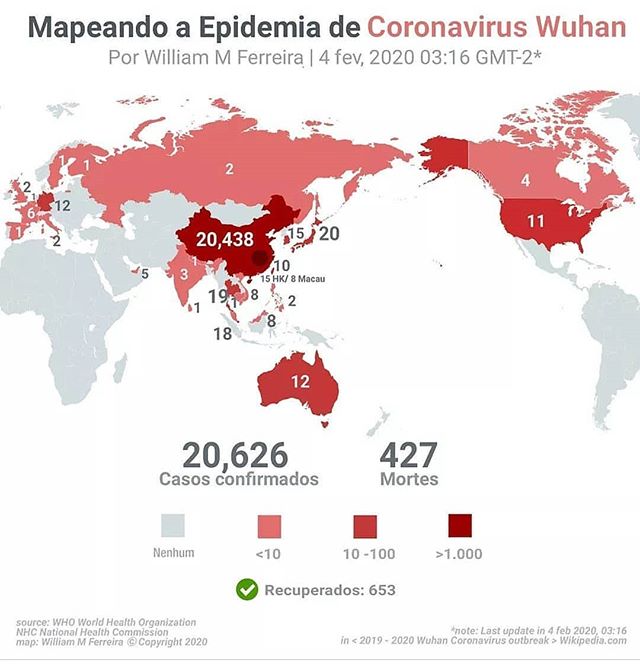 Mapeando a Epidemia de Coronavirus Wuhan
Por William M Ferreira | 4 fev, 2020 03:16 GMT-2*
1
1
2
2
1
12
6
1
2
4
11
20,438
15
20
10
15 HK/ 8 Macau
5
3
1
1
19
1
8
2
18
8
12
20,626
Casos confirmados
427
Mortes
Nenhum
<10
10 -100
>1.000
Recuperados: 653
source: WHO World Health Organization
NHC National Health Commission
map: William M Ferreira © Copyright 2020
*note: Last update in 4 feb 2020, 03:16
in < 2019 - 2020 Wuhan Coronavirus outbreak > Wikipedia.com